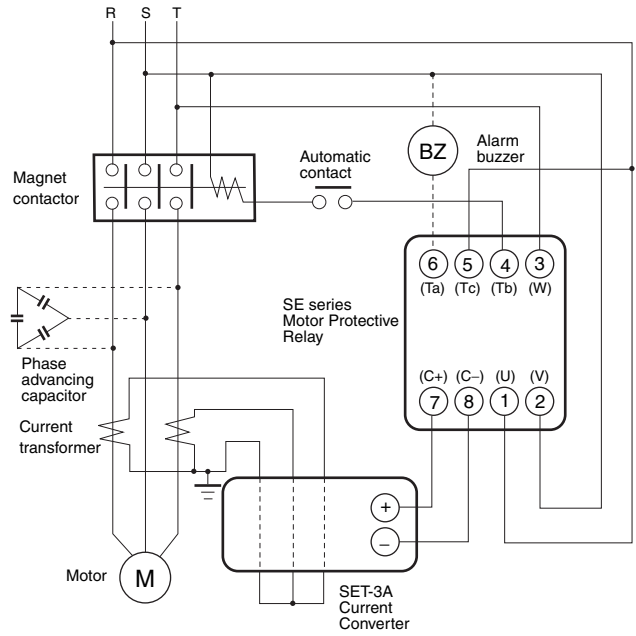 R S T
BZ
Alarm
buzzer
Automatic
contact
Magnet
contactor
6 5 4 3
(Ta) (Tc) (Tb) (W)
SE series
Motor Protective
Relay
Phase
advancing
capacitor
(C+) (C−) (U) (V)
7 8 1 2
Current
transformer
+
−
Motor
M
SET-3A
Current
Converter